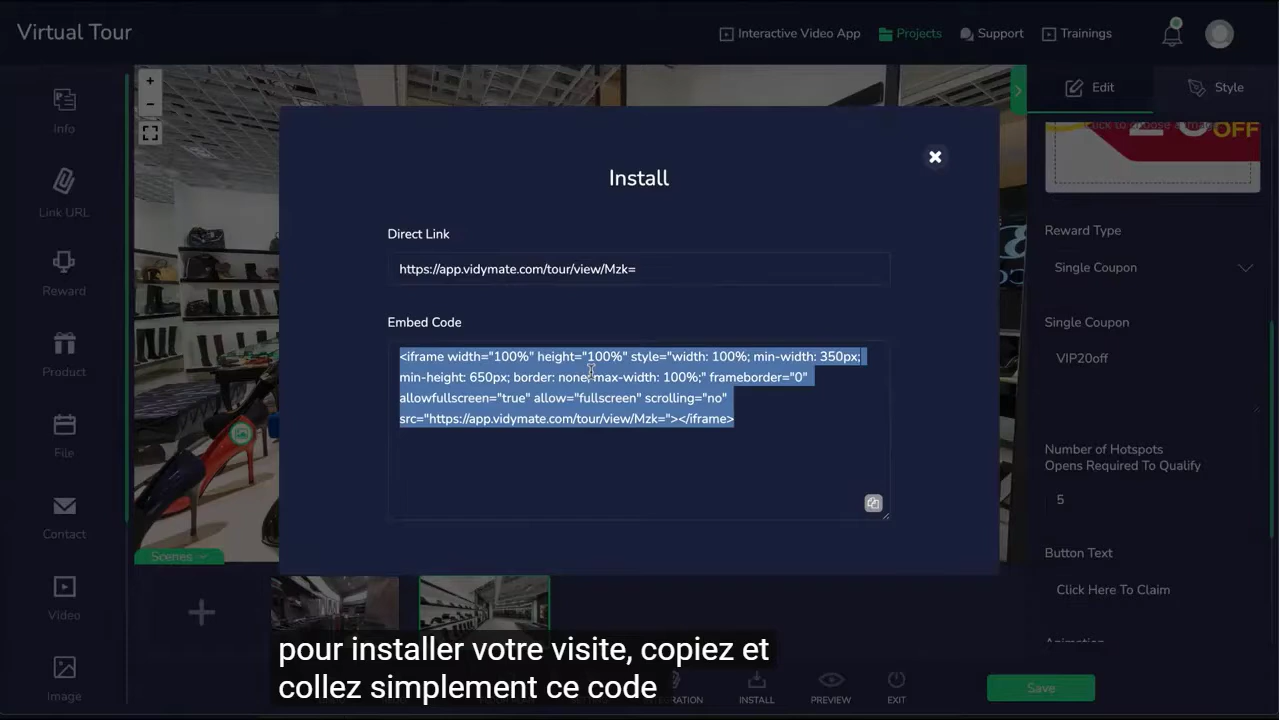 Virtual Tour
Interactive Video App
Projects
Support
Trainings
+
−
Info
Link URL
Reward
Product
File
Contact
Video
Image
Install
Direct Link
https://app.vidymate.com/tour/view/Mzk=
Embed Code
<iframe width="100%" height="100%" style="width: 100%; min-width: 350px;
min-height: 650px; border: none; max-width: 100%;" frameborder="0"
allowfullscreen="true" allow="fullscreen" scrolling="no"
src="https://app.vidymate.com/tour/view/Mzk="></iframe>
Edit
Style
OFF
Reward Type
Single Coupon
Single Coupon
VIP20off
Number of Hotspots
Opens Required To Qualify
5
Button Text
Click Here To Claim
Animation
Scenes
pour installer votre visite, copiez et
collez simplement ce code
INSTALL
PREVIEW
EXIT
Save